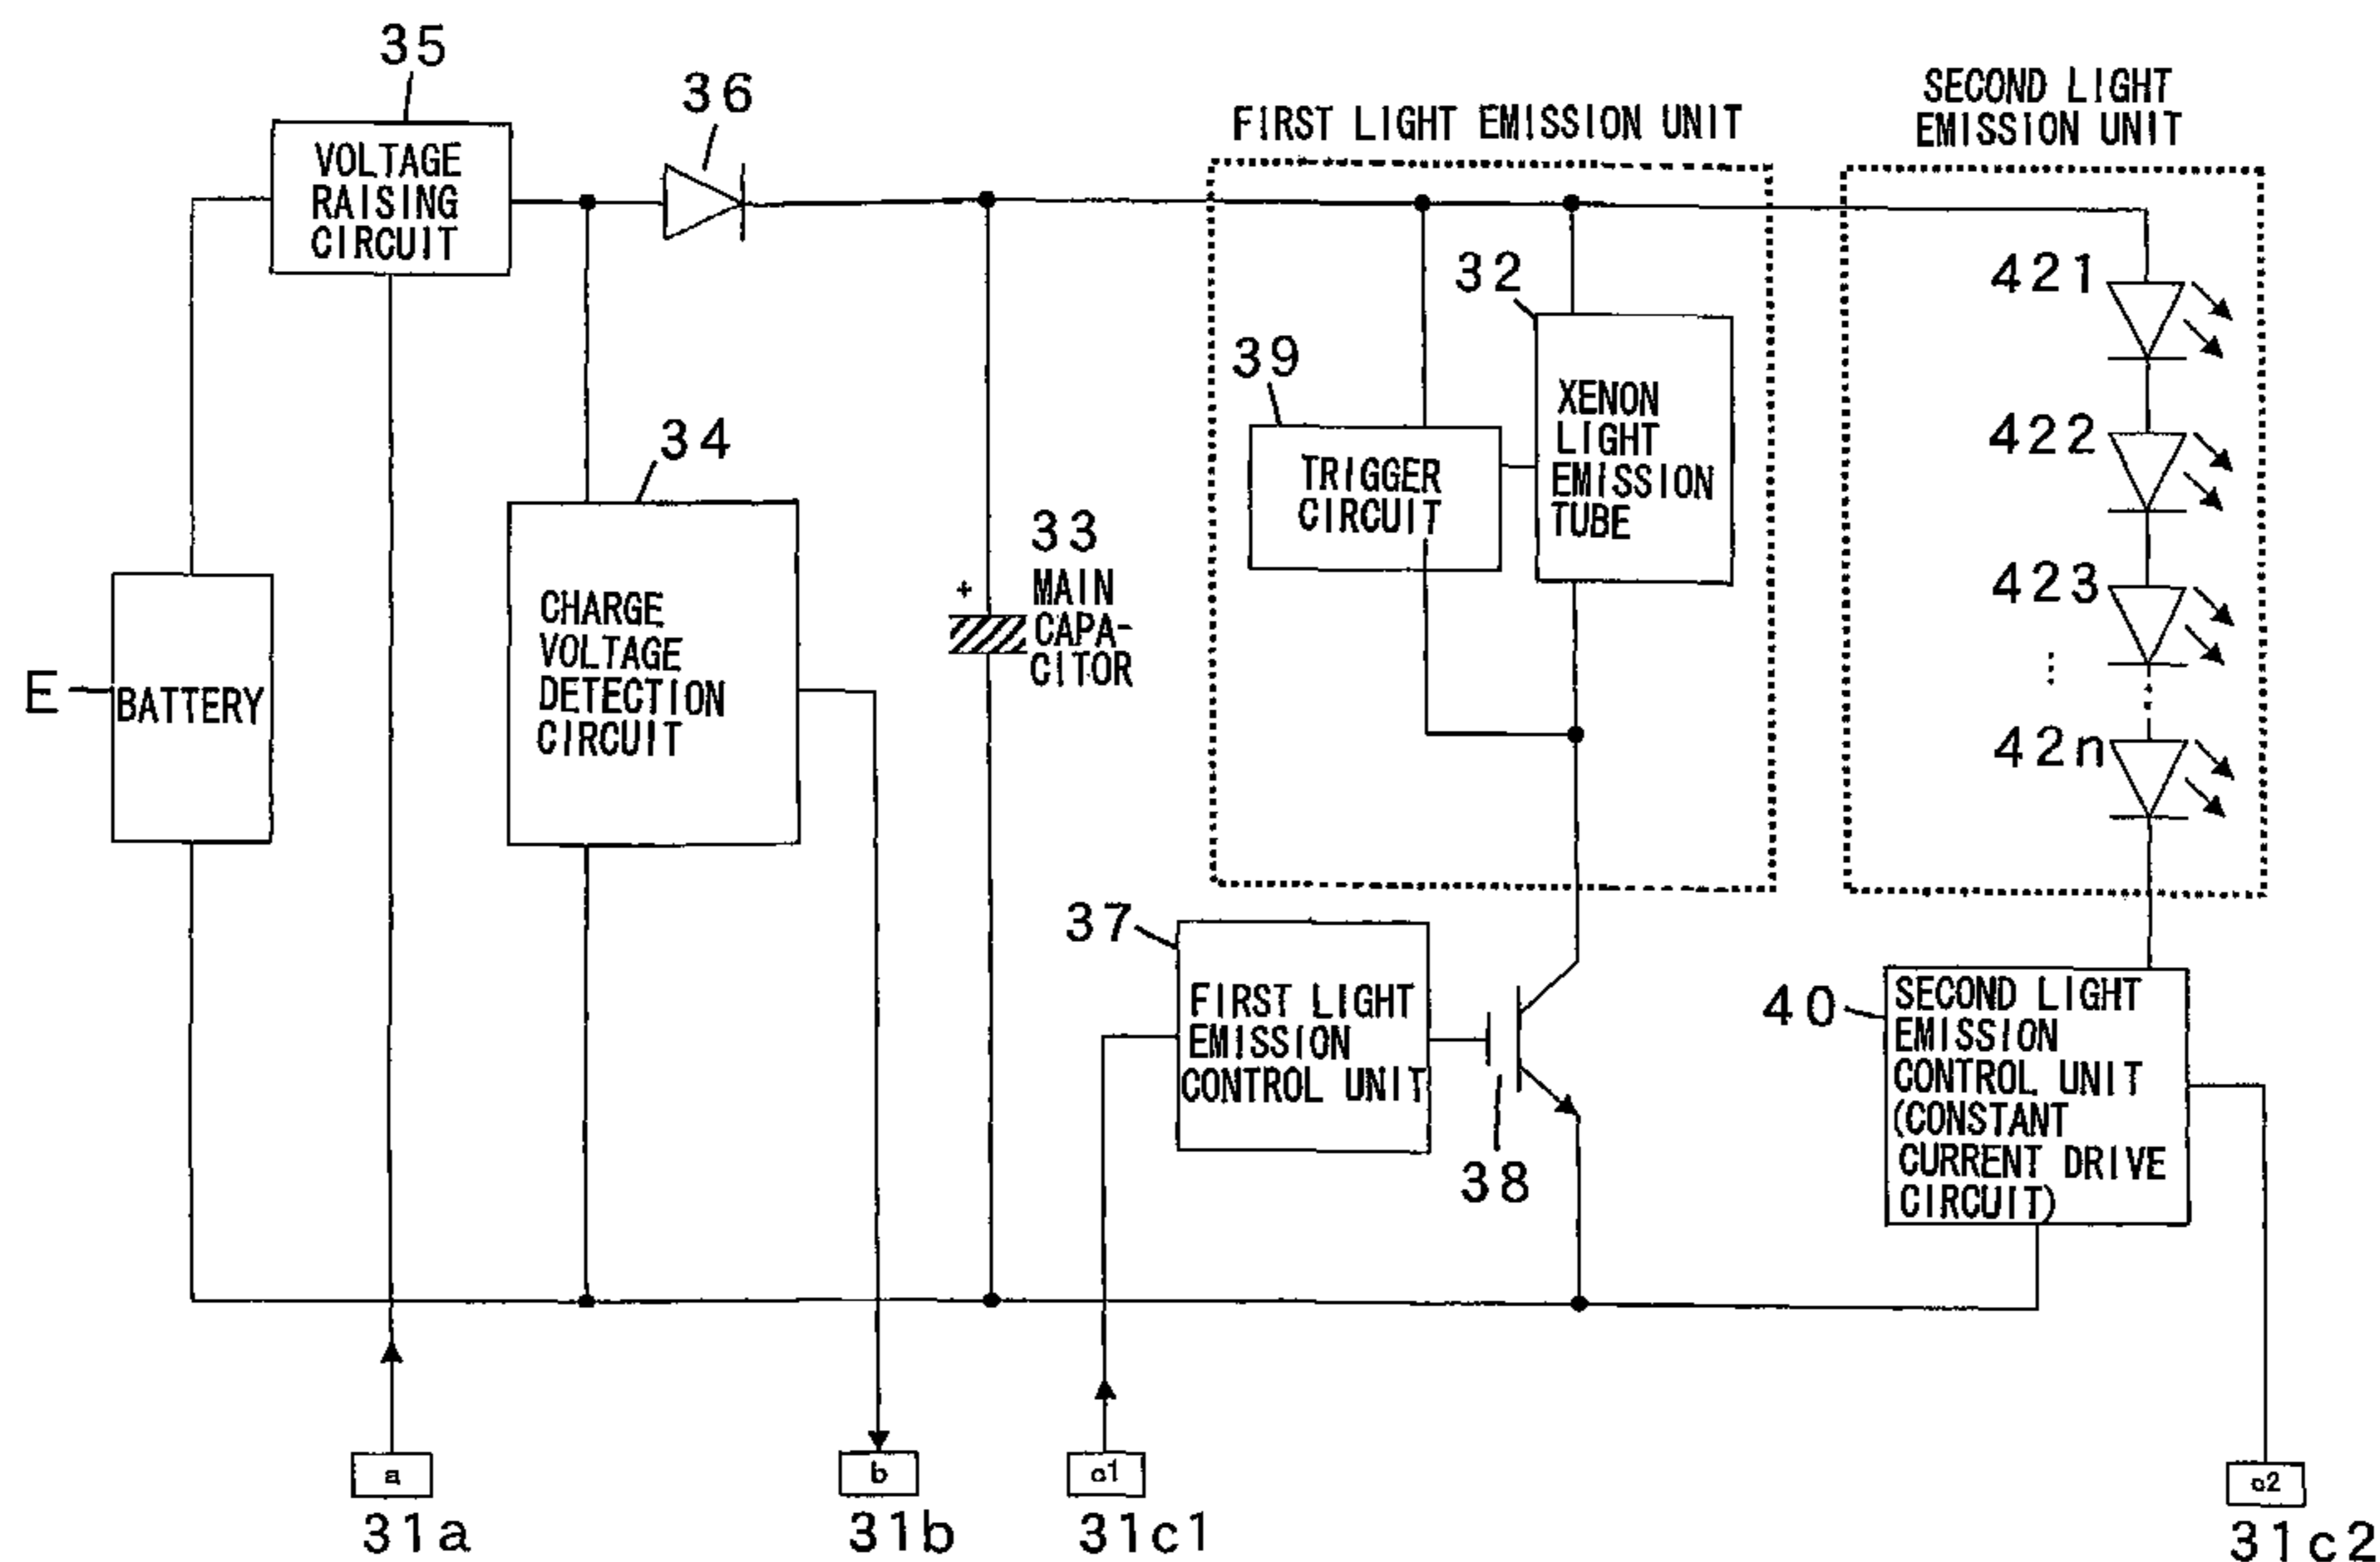 35
36
FIRST LIGHT EMISSION UNIT
SECOND LIGHT
EMISSION UNIT
VOLTAGE
RAISING
CIRCUIT
32
421
39
34
XENON
LIGHT
EMISSION
TUBE
422
TRIGGER
CIRCUIT
33
+
MAIN
CAPA-
CITOR
423
CHARGE
VOLTAGE
DETECTION
CIRCUIT
E
BATTERY
42n
37
FIRST LIGHT
EMISSION
CONTROL UNIT
38
40
SECOND LIGHT
EMISSION
CONTROL UNIT
(CONSTANT
CURRENT DRIVE
CIRCUIT)
a
b
c1
c2
31a
31b
31c1
31c2